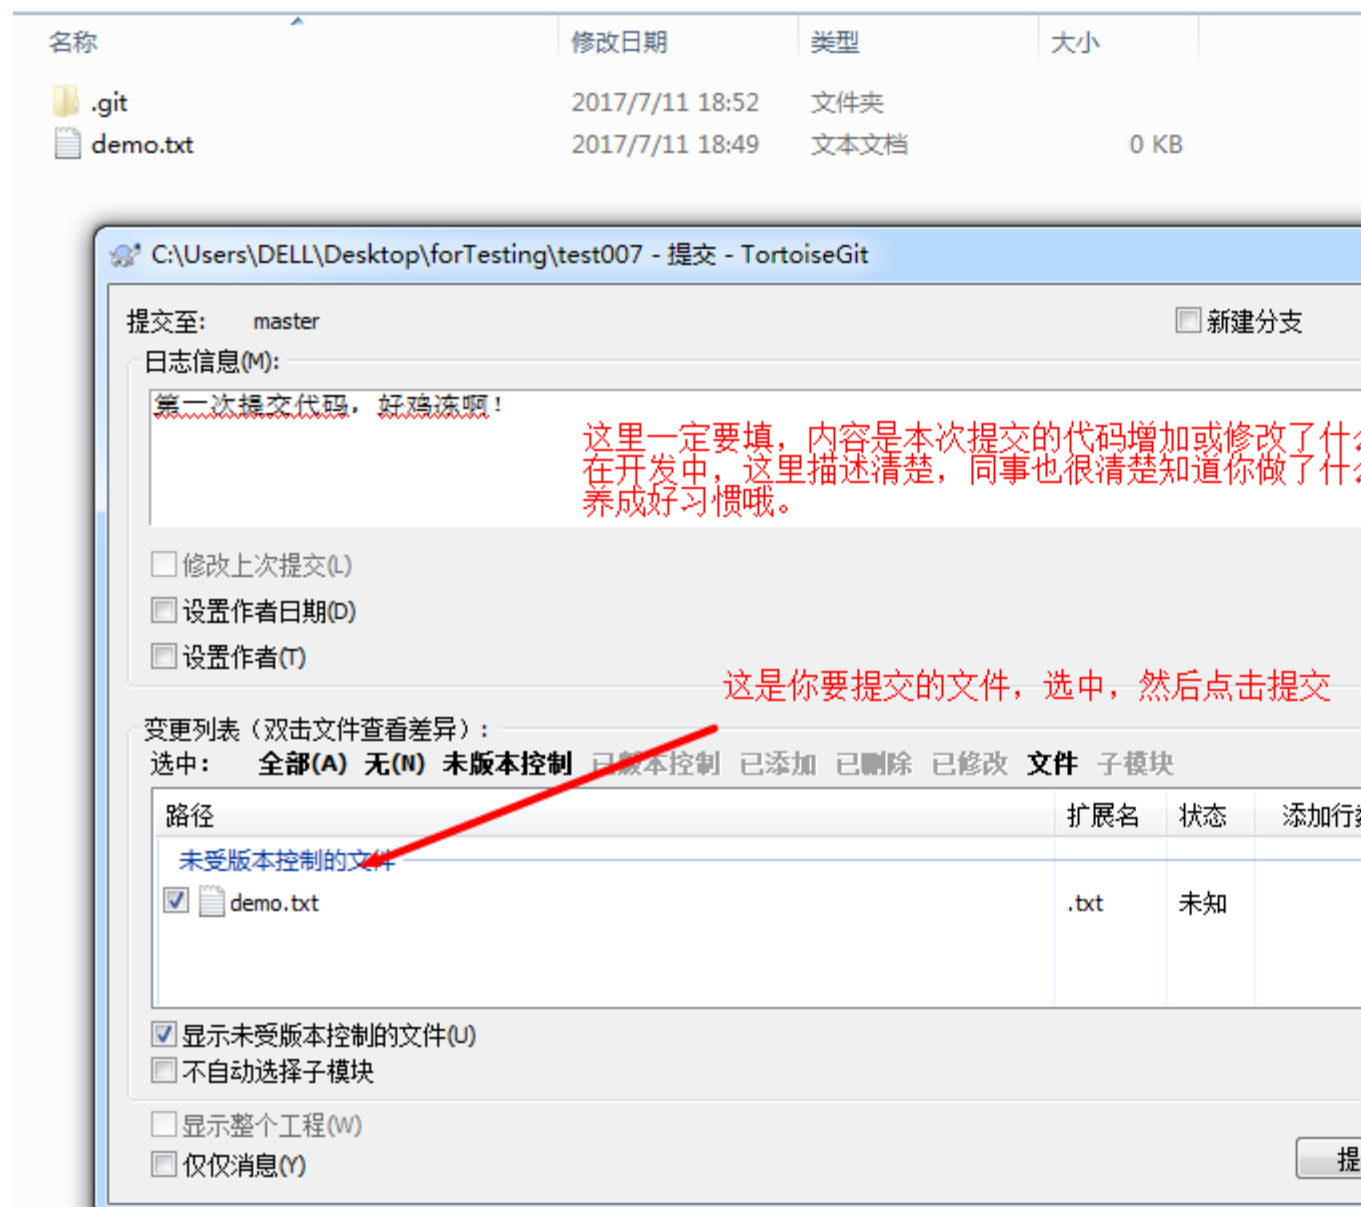 名称 修改日期 类型 大小
.git 2017/7/11 18:52 文件夹
demo.txt 2017/7/11 18:49 文本文档 0 KB
C:\Users\DELL\Desktop\forTesting\test007 - 提交 - TortoiseGit
提交至: master 新建分支
日志信息(M):
第一次提交代码，好鸡冻啊！
这里一定要填，内容是本次提交的代码增加或修改了什
在开发中，这里描述清楚，同事也很清楚知道你做了什
养成好习惯哦。
修改上次提交(L)
设置作者日期(D)
设置作者(T)
这是你要提交的文件，选中，然后点击提交
变更列表（双击文件查看差异）:
选中: 全部(A) 无(N) 未版本控制 已版本控制 已添加 已删除 已修改 文件 子模块
路径 扩展名 状态 添加行
未受版本控制的文件
demo.txt .txt 未知
显示未受版本控制的文件(U)
不自动选择子模块
显示整个工程(W)
仅仅消息(Y) 提